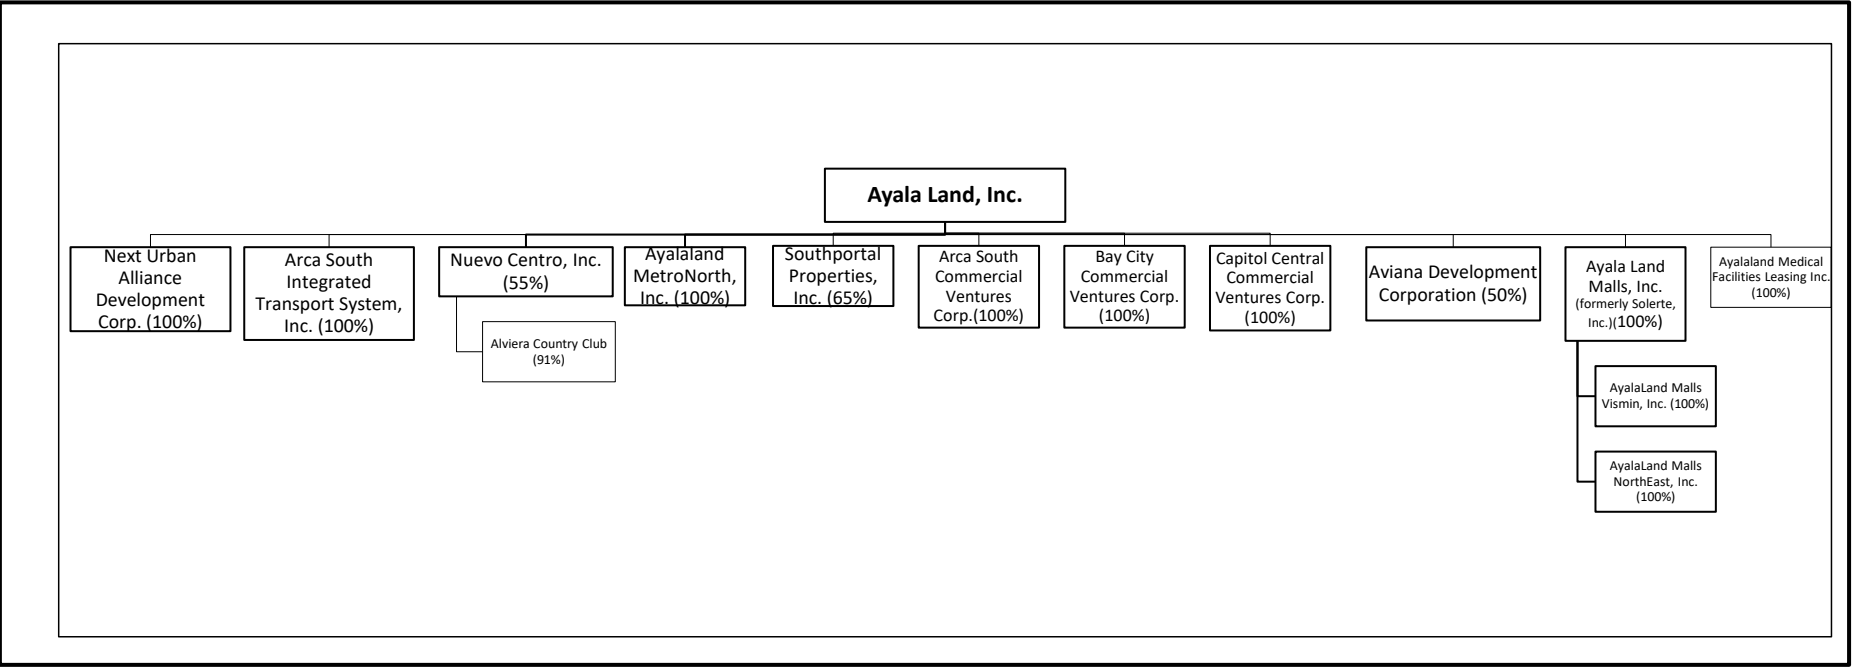 Ayala Land, Inc.
Next Urban
Alliance
Development
Corp. (100%)
Arca South
Integrated
Transport System,
Inc. (100%)
Nuevo Centro, Inc.
(55%)
Alviera Country Club
(91%)
Ayalaland
MetroNorth,
Inc. (100%)
Southportal
Properties,
Inc. (65%)
Arca South
Commercial
Ventures
Corp.(100%)
Bay City
Commercial
Ventures Corp.
(100%)
Capitol Central
Commercial
Ventures Corp.
(100%)
Aviana Development
Corporation (50%)
Ayala Land
Malls, Inc.
(formerly Solerte,
Inc.)(100%)
AyalaLand Malls
Vismin, Inc. (100%)
AyalaLand Malls
NorthEast, Inc.
(100%)
Ayalaland Medical
Facilities Leasing Inc.
(100%)